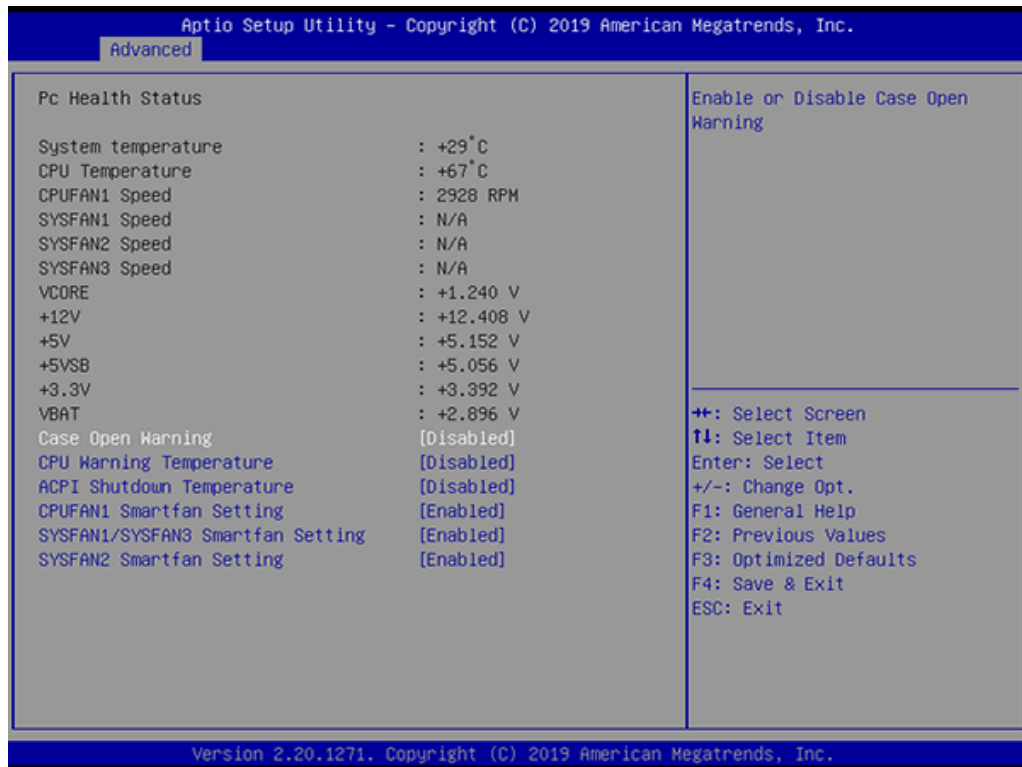 Aptio Setup Utility – Copyright (C) 2019 American Megatrends, Inc.
Advanced
Pc Health Status
System temperature : +29°C
CPU Temperature : +67°C
CPUFAN1 Speed : 2928 RPM
SYSFAN1 Speed : N/A
SYSFAN2 Speed : N/A
SYSFAN3 Speed : N/A
VCORE : +1.240 V
+12V : +12.408 V
+5V : +5.152 V
+5VSB : +5.056 V
+3.3V : +3.392 V
VBAT : +2.896 V
Case Open Warning [Disabled]
CPU Warning Temperature [Disabled]
ACPI Shutdown Temperature [Disabled]
CPUFAN1 Smartfan Setting [Enabled]
SYSFAN1/SYSFAN3 Smartfan Setting [Enabled]
SYSFAN2 Smartfan Setting [Enabled]
Enable or Disable Case Open
Warning
→←: Select Screen
↑↓: Select Item
Enter: Select
+/-: Change Opt.
F1: General Help
F2: Previous Values
F3: Optimized Defaults
F4: Save & Exit
ESC: Exit
Version 2.20.1271. Copyright (C) 2019 American Megatrends, Inc.